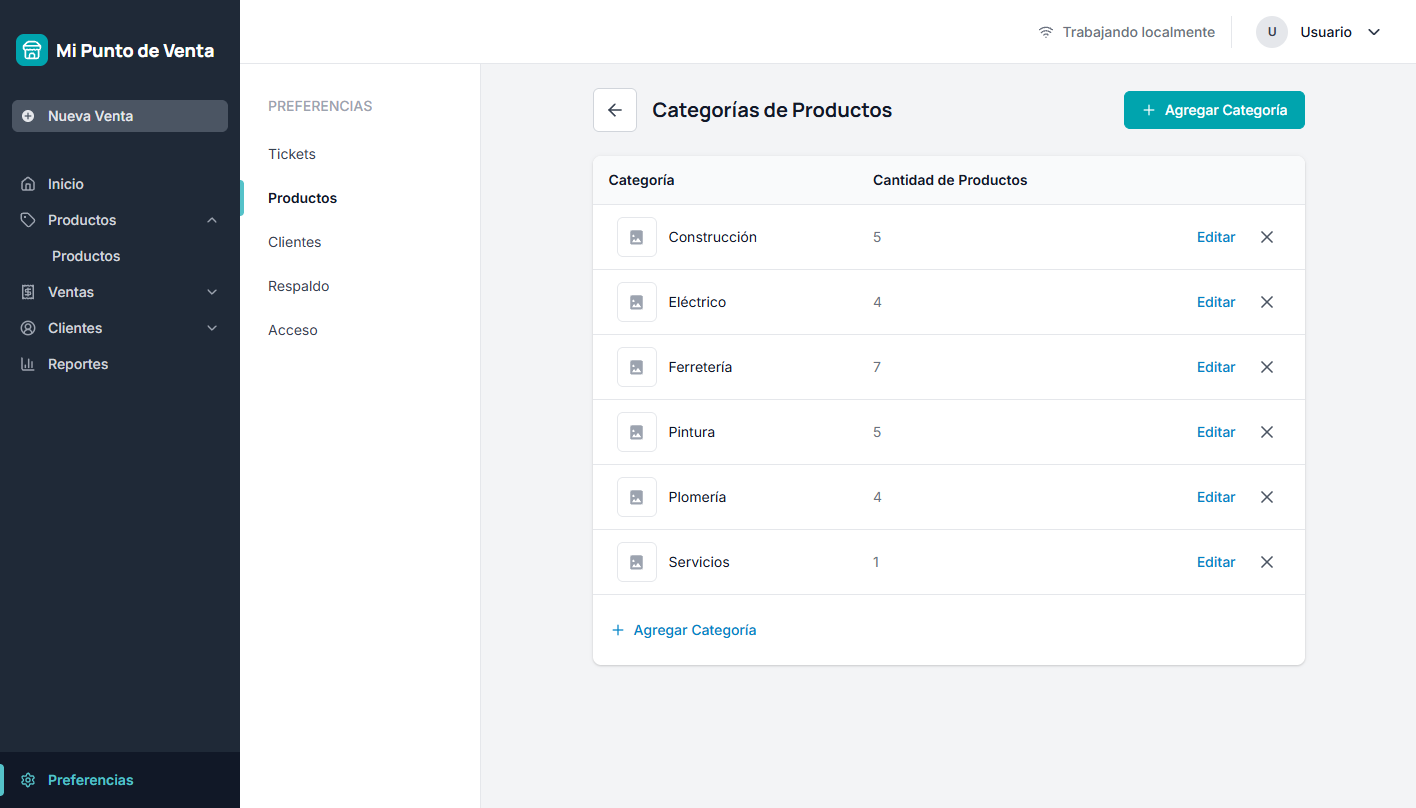 Mi Punto de Venta
Nueva Venta
Inicio
Productos
Productos
Ventas
Clientes
Reportes
Preferencias
Trabajando localmente
U
Usuario
PREFERENCIAS
Tickets
Productos
Clientes
Respaldo
Acceso
Categorías de Productos
Agregar Categoría
Categoría Cantidad de Productos
Construcción 5 Editar
Eléctrico 4 Editar
Ferretería 7 Editar
Pintura 5 Editar
Plomería 4 Editar
Servicios 1 Editar
Agregar Categoría